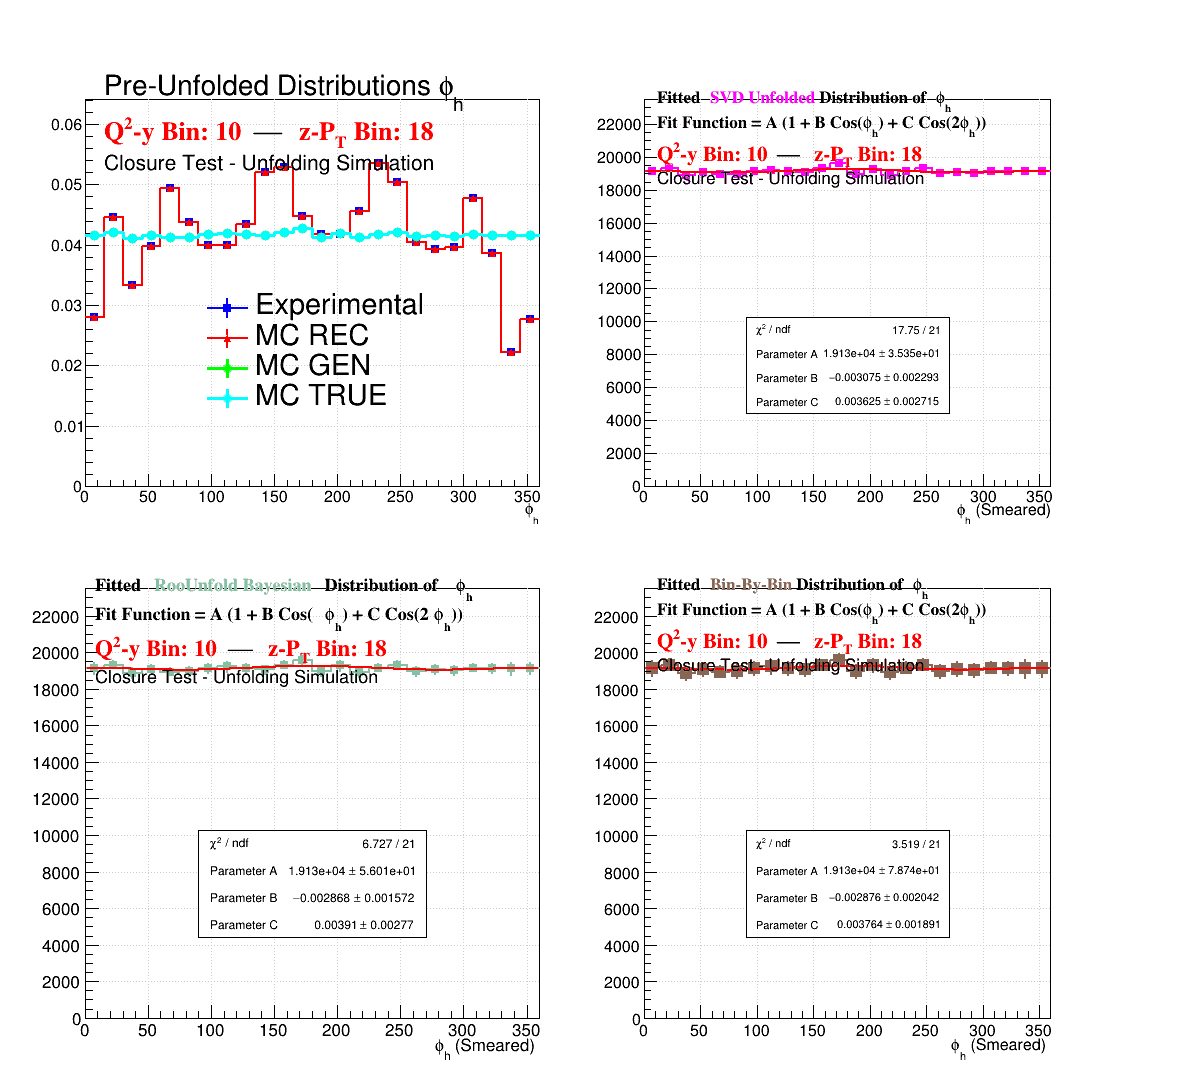 Pre-Unfolded Distributions ϕh
Q2-y Bin: 10 — z-PT Bin: 18
Closure Test - Unfolding Simulation
0.06
0.05
0.04
0.03
0.02
0.01
0
Experimental
MC REC
MC GEN
MC TRUE
0 50 100 150 200 250 300 350
ϕh
Fitted SVD Unfolded Distribution of ϕh
Fit Function = A (1 + B Cos(ϕh) + C Cos(2ϕh))
Q2-y Bin: 10 — z-PT Bin: 18
Closure Test - Unfolding Simulation
22000
20000
18000
16000
14000
12000
10000
8000
6000
4000
2000
0
χ2 / ndf 17.75 / 21
Parameter A 1.913e+04 ± 3.535e+01
Parameter B −0.003075 ± 0.002293
Parameter C 0.003625 ± 0.002715
0 50 100 150 200 250 300 350
ϕh (Smeared)
Fitted RooUnfold Bayesian Distribution of ϕh
Fit Function = A (1 + B Cos( ϕh) + C Cos(2 ϕh))
Q2-y Bin: 10 — z-PT Bin: 18
Closure Test - Unfolding Simulation
22000
20000
18000
16000
14000
12000
10000
8000
6000
4000
2000
0
χ2 / ndf 6.727 / 21
Parameter A 1.913e+04 ± 5.601e+01
Parameter B −0.002868 ± 0.001572
Parameter C 0.00391 ± 0.00277
0 50 100 150 200 250 300 350
ϕh (Smeared)
Fitted Bin-By-Bin Distribution of ϕh
Fit Function = A (1 + B Cos(ϕh) + C Cos(2ϕh))
Q2-y Bin: 10 — z-PT Bin: 18
Closure Test - Unfolding Simulation
22000
20000
18000
16000
14000
12000
10000
8000
6000
4000
2000
0
χ2 / ndf 3.519 / 21
Parameter A 1.913e+04 ± 7.874e+01
Parameter B −0.002876 ± 0.002042
Parameter C 0.003764 ± 0.001891
0 50 100 150 200 250 300 350
ϕh (Smeared)